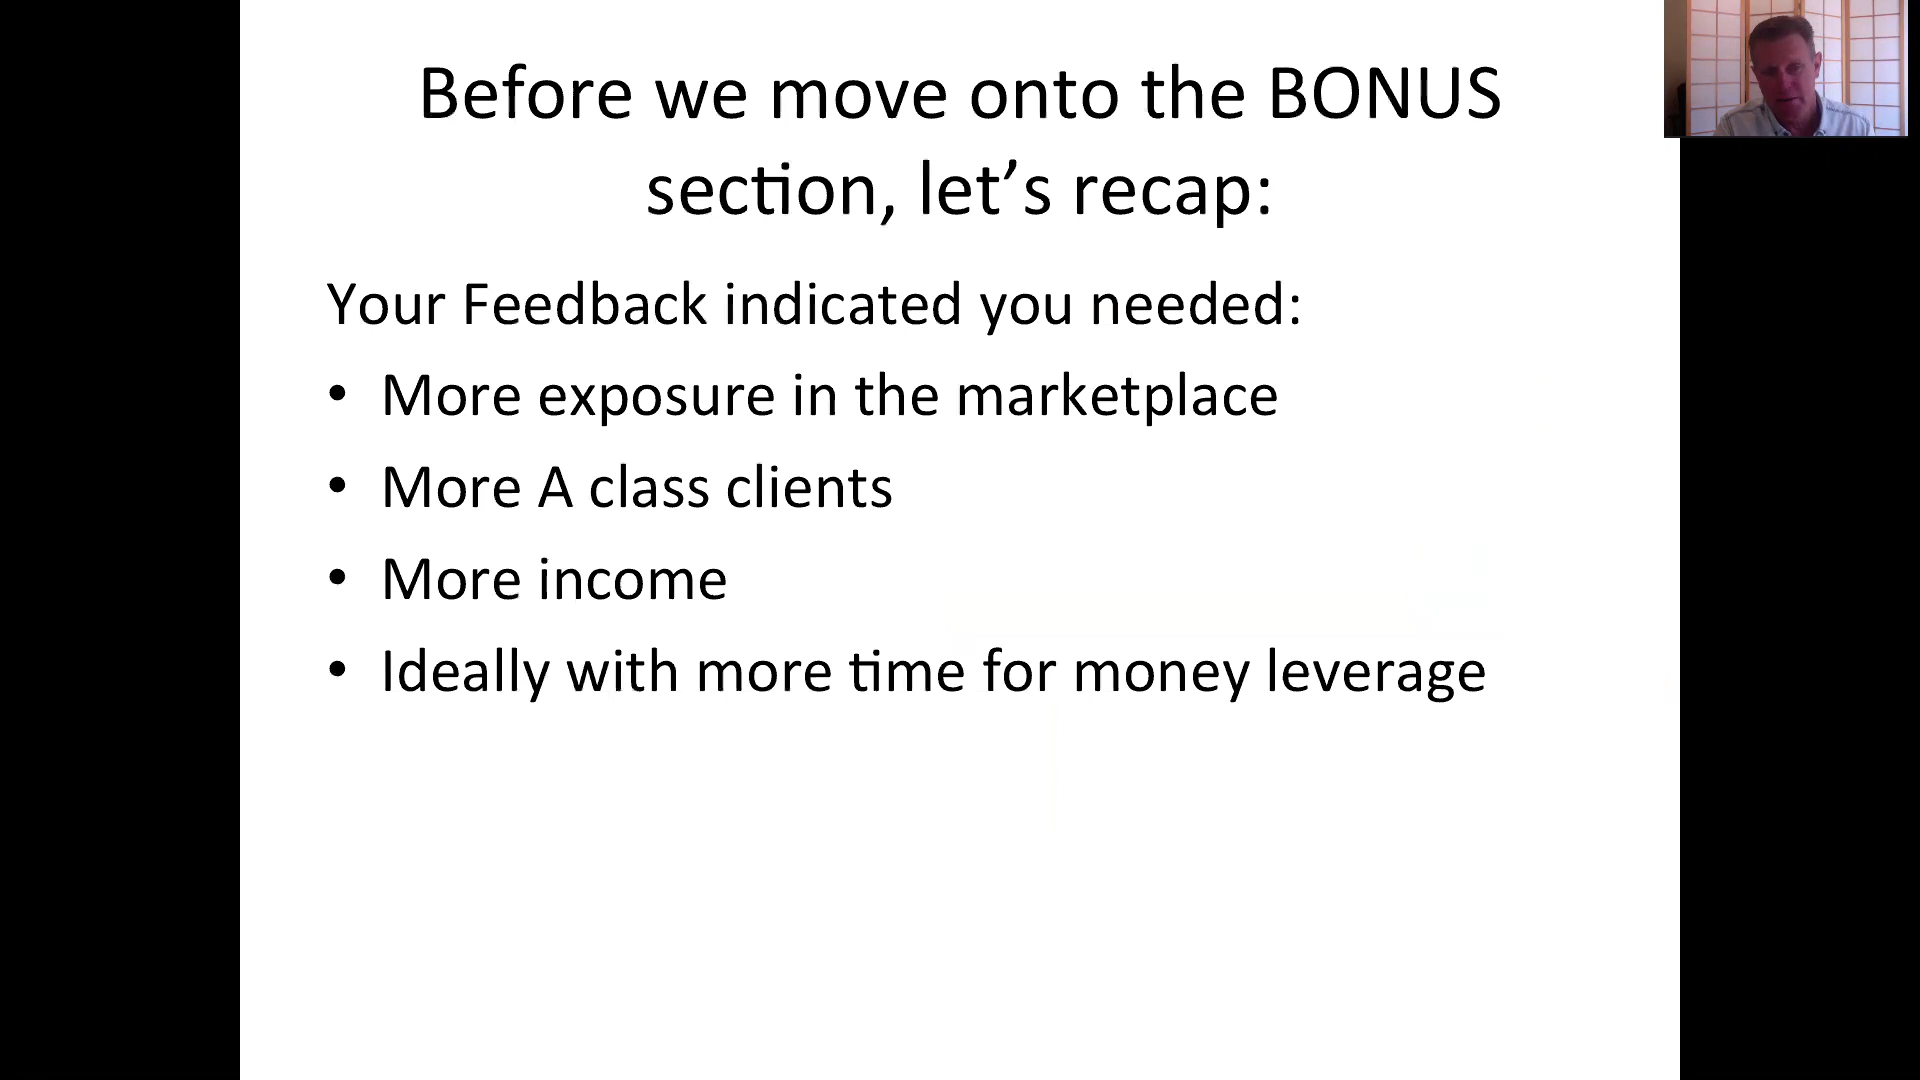 Before we move onto the BONUS
section, let’s recap:
Your Feedback indicated you needed:
• More exposure in the marketplace
• More A class clients
• More income
• Ideally with more time for money leverage